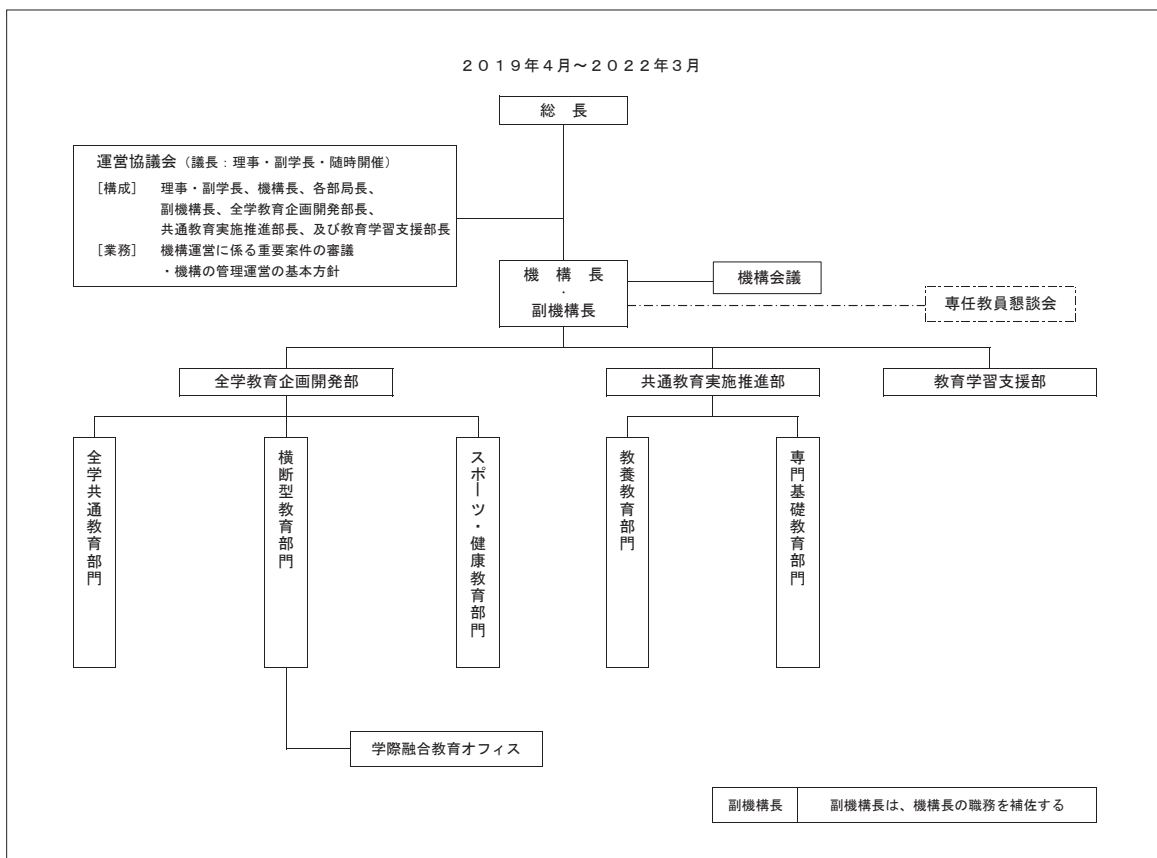 ２０１９年４月～２０２２年３月
総　長
運営協議会（議長：理事・副学長・随時開催）
［構成］　理事・副学長、機構長、各部局長、
副機構長、全学教育企画開発部長、
共通教育実施推進部長、及び教育学習支援部長
［業務］　機構運営に係る重要案件の審議
・機構の管理運営の基本方針
機　構　長
・
副機構長
機構会議
専任教員懇談会
全学教育企画開発部
共通教育実施推進部
教育学習支援部
全学共通教育部門
横断型教育部門
スポーツ・健康教育部門
教養教育部門
専門基礎教育部門
学際融合教育オフィス
副機構長　副機構長は、機構長の職務を補佐する